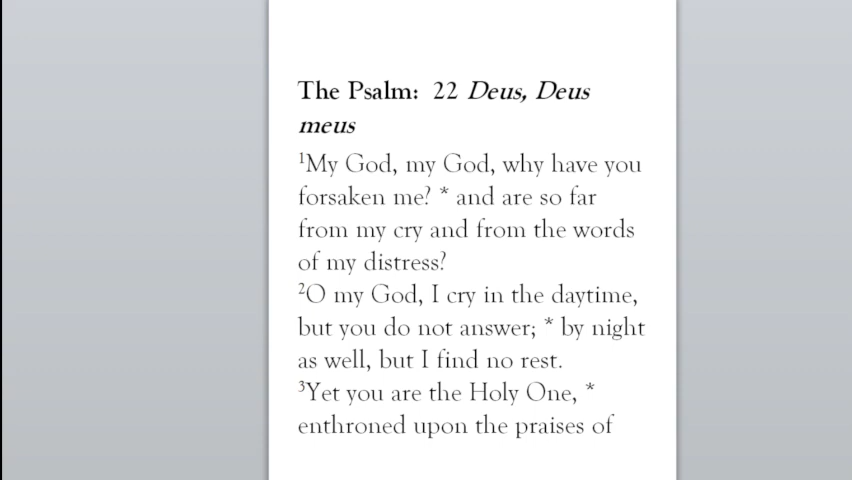 The Psalm: 22 Deus, Deus
meus
¹My God, my God, why have you
forsaken me? * and are so far
from my cry and from the words
of my distress?
²O my God, I cry in the daytime,
but you do not answer; * by night
as well, but I find no rest.
³Yet you are the Holy One, *
enthroned upon the praises of